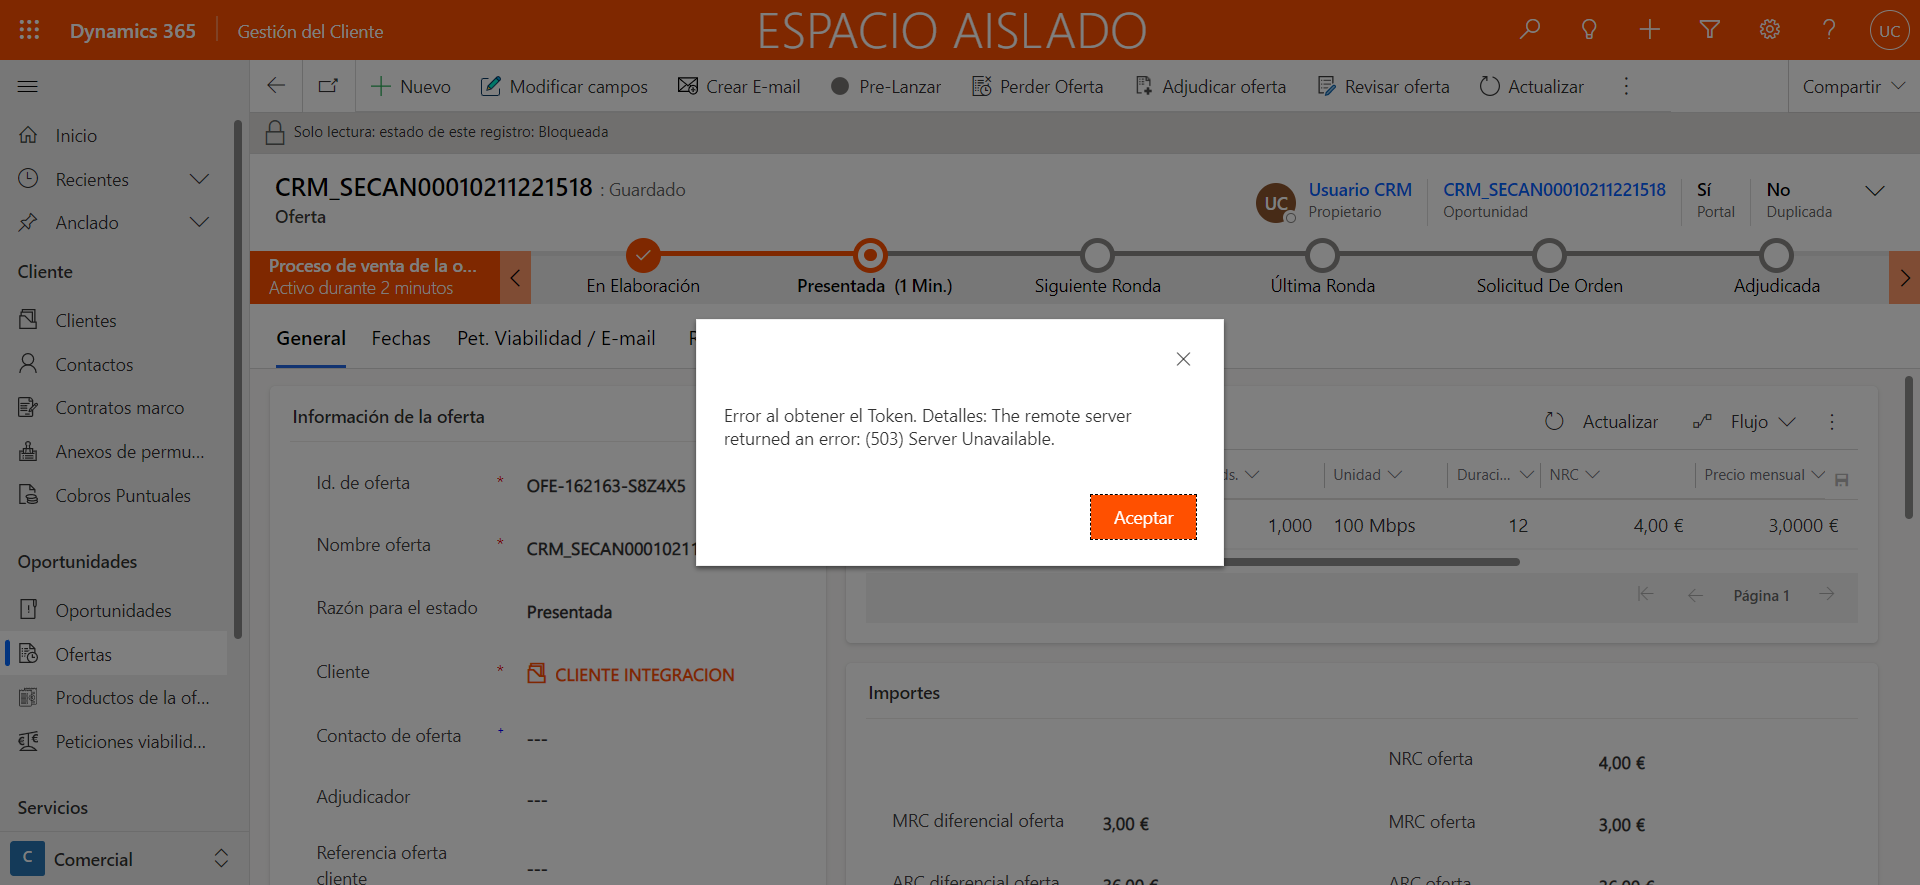 Dynamics 365
Gestión del Cliente
ESPACIO AISLADO
UC
Nuevo
Modificar campos
Crear E-mail
Pre-Lanzar
Perder Oferta
Adjudicar oferta
Revisar oferta
Actualizar
Compartir
Solo lectura: estado de este registro: Bloqueada
Inicio
Recientes
Anclado
Cliente
Clientes
Contactos
Contratos marco
Anexos de permu...
Cobros Puntuales
Oportunidades
Oportunidades
Ofertas
Productos de la of...
Peticiones viabilid...
Servicios
C Comercial
CRM_SECAN00010211221518 : Guardado
Oferta
UC
Usuario CRM
Propietario
CRM_SECAN00010211221518
Oportunidad
Sí
Portal
No
Duplicada
Proceso de venta de la o...
Activo durante 2 minutos
En Elaboración
Presentada (1 Min.)
Siguiente Ronda
Última Ronda
Solicitud De Orden
Adjudicada
General
Fechas
Pet. Viabilidad / E-mail
Error al obtener el Token. Detalles: The remote server
returned an error: (503) Server Unavailable.
Aceptar
Información de la oferta
Id. de oferta * OFE-162163-S8Z4X5
Nombre oferta * CRM_SECAN00010211
Razón para el estado Presentada
Cliente * CLIENTE INTEGRACION
Contacto de oferta + ---
Adjudicador ---
Referencia oferta
cliente ---
Actualizar
Flujo
ds.
Unidad
Duraci...
NRC
Precio mensual
1,000 100 Mbps 12 4,00 € 3,0000 €
Página 1
Importes
NRC oferta 4,00 €
MRC diferencial oferta 3,00 €
MRC oferta 3,00 €
ARC diferencial oferta 36,00 €
ARC oferta 36,00 €